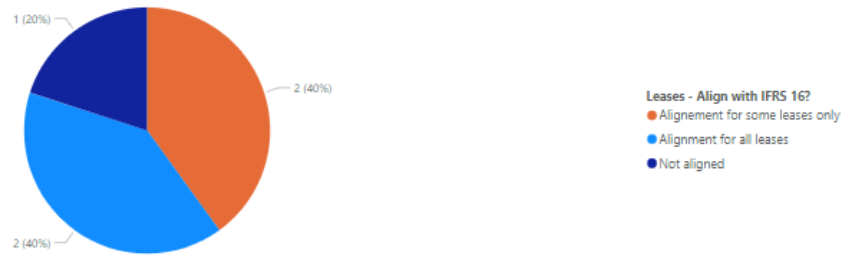 1 (20%)
2 (40%)
2 (40%)
Leases - Align with IFRS 16?
Alignement for some leases only
Alignment for all leases
Not aligned